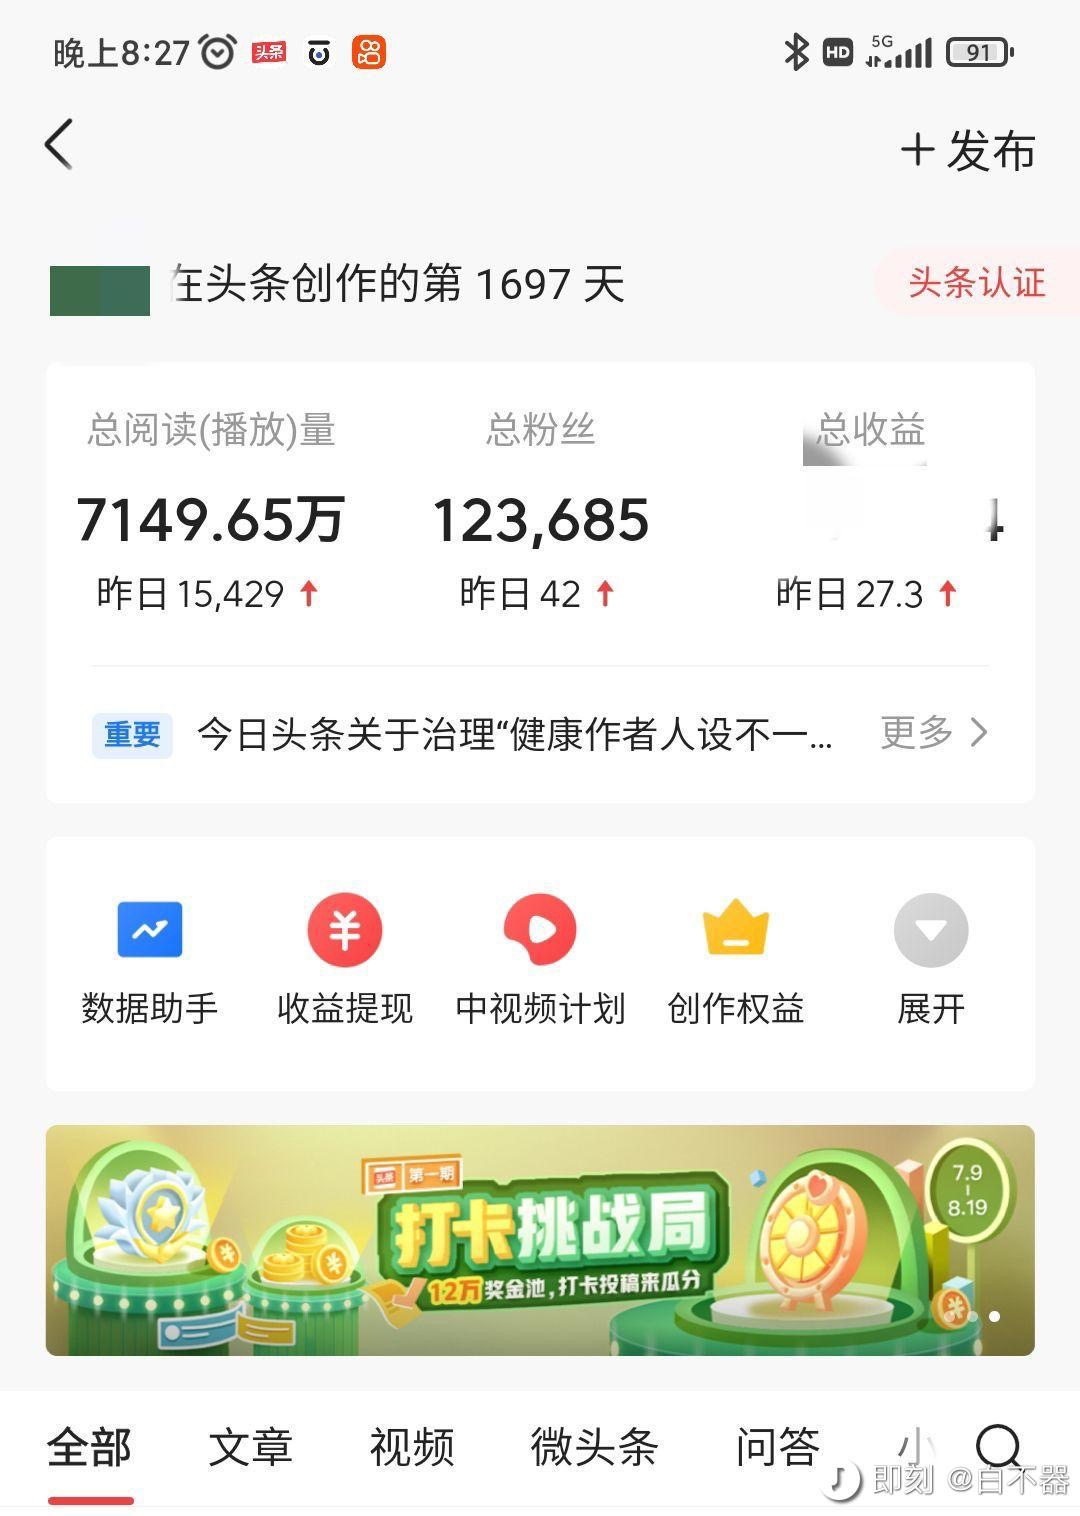 晚上8:27 头条 HD 5G 91
发布
在头条创作的第 1697 天 头条认证
总阅读(播放)量 总粉丝 总收益
7149.65万 123,685
昨日 15,429 昨日 42 昨日 27.3
重要 今日头条关于治理“健康作者人设不一... 更多
数据助手 收益提现 中视频计划 创作权益 展开
头条 第一期
打卡挑战局
12万奖金池,打卡投稿来瓜分
7.9
8.19
全部 文章 视频 微头条 问答 小
即刻 @白不器